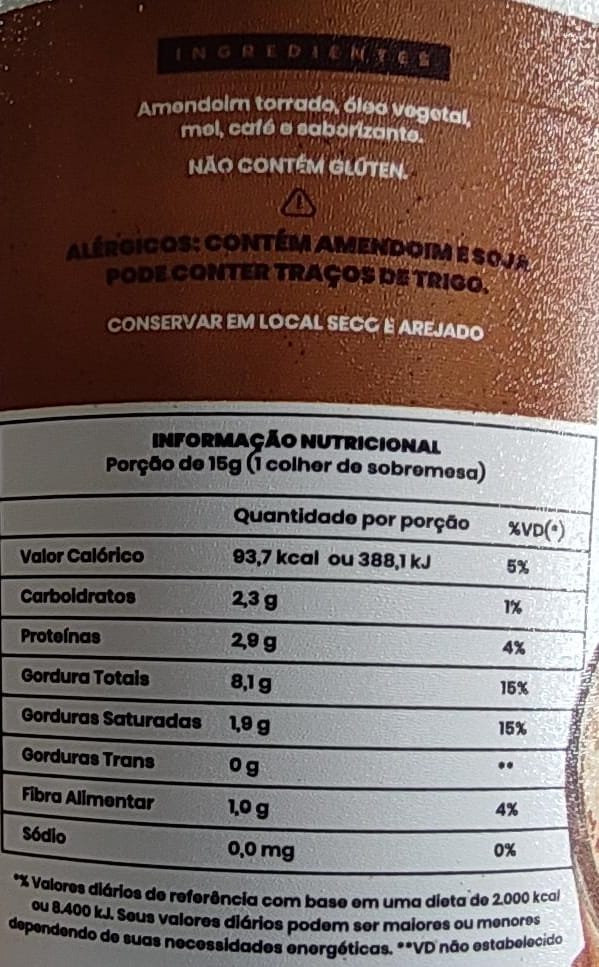 INGREDIENTES
Amendoim torrado, óleo vegetal,
mel, café e saborizante.
NÃO CONTÉM GLÚTEN.
ALÉRGICOS: CONTÉM AMENDOIM E SOJA.
PODE CONTER TRAÇOS DE TRIGO.
CONSERVAR EM LOCAL SECO E AREJADO
INFORMAÇÃO NUTRICIONAL
Porção de 15g (1 colher de sobremesa)
Quantidade por porção %VD(*)
Valor Calórico 93,7 kcal ou 388,1 kJ 5%
Carboidratos 2,3 g 1%
Proteínas 2,9 g 4%
Gordura Totais 8,1 g 15%
Gorduras Saturadas 1,9 g 15%
Gorduras Trans 0 g **
Fibra Alimentar 1,0 g 4%
Sódio 0,0 mg 0%
*% Valores diários de referência com base em uma dieta de 2.000 kcal
ou 8.400 kJ. Seus valores diários podem ser maiores ou menores
dependendo de suas necessidades energéticas. **VD não estabelecido